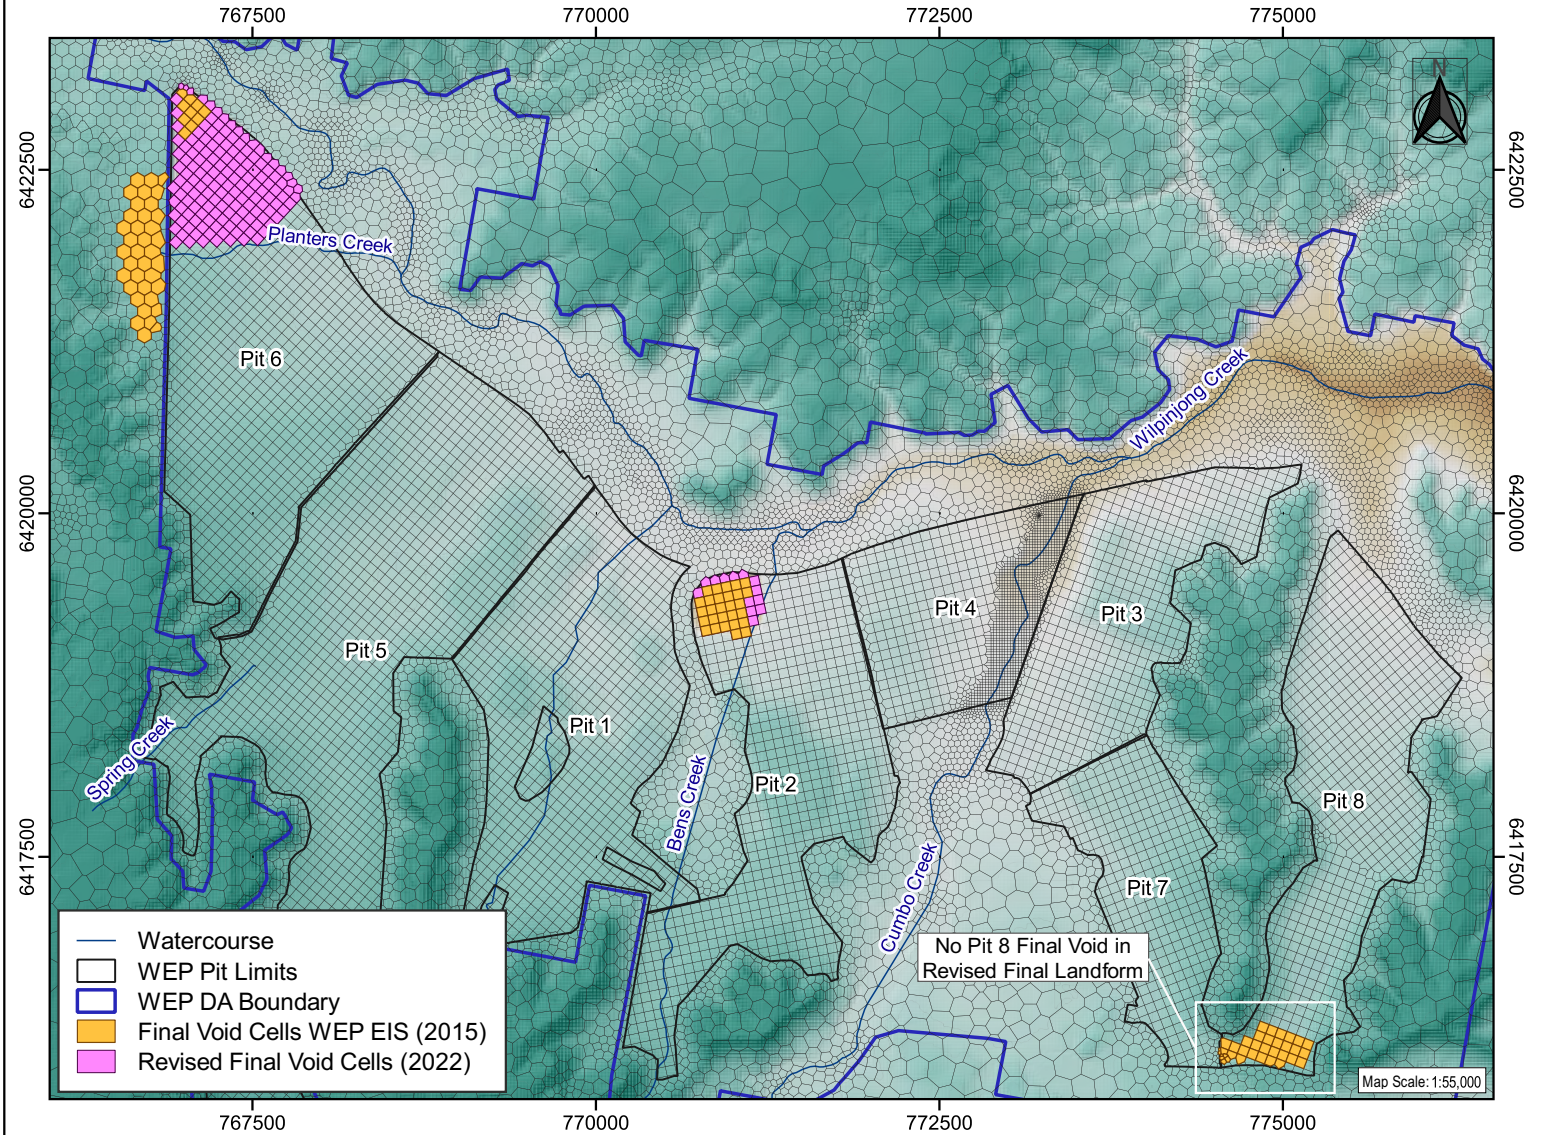 767500 770000 772500 775000
N
6422500 6422500
Planters Creek
Pit 6
Wilpinjong Creek
6420000 6420000
Pit 4
Pit 3
Pit 5
Pit 1
Spring Creek
Bens Creek
Pit 2
Pit 8
6417500 6417500
Cumbo Creek
Pit 7
No Pit 8 Final Void in
Revised Final Landform
Watercourse
WEP Pit Limits
WEP DA Boundary
Final Void Cells WEP EIS (2015)
Revised Final Void Cells (2022)
Map Scale: 1:55,000
767500 770000 772500 775000